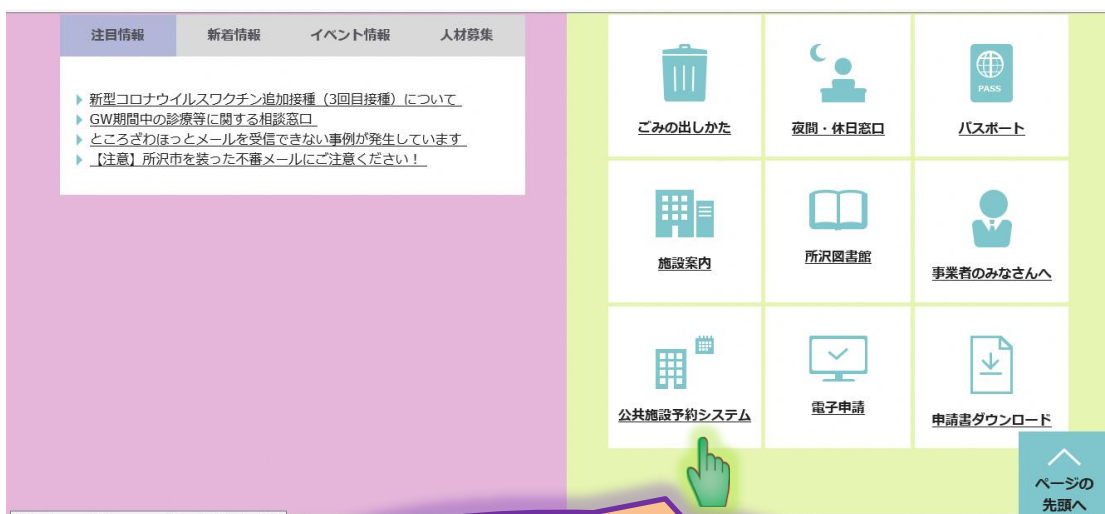 注目情報
新着情報
イベント情報
人材募集
新型コロナウイルスワクチン追加接種（3回目接種）について
GW期間中の診療等に関する相談窓口
ところざわほっとメールを受信できない事例が発生しています
【注意】所沢市を装った不審メールにご注意ください！
ごみの出しかた
夜間・休日窓口
PASS
パスポート
施設案内
所沢図書館
事業者のみなさんへ
公共施設予約システム
電子申請
申請書ダウンロード
ページの
先頭へ